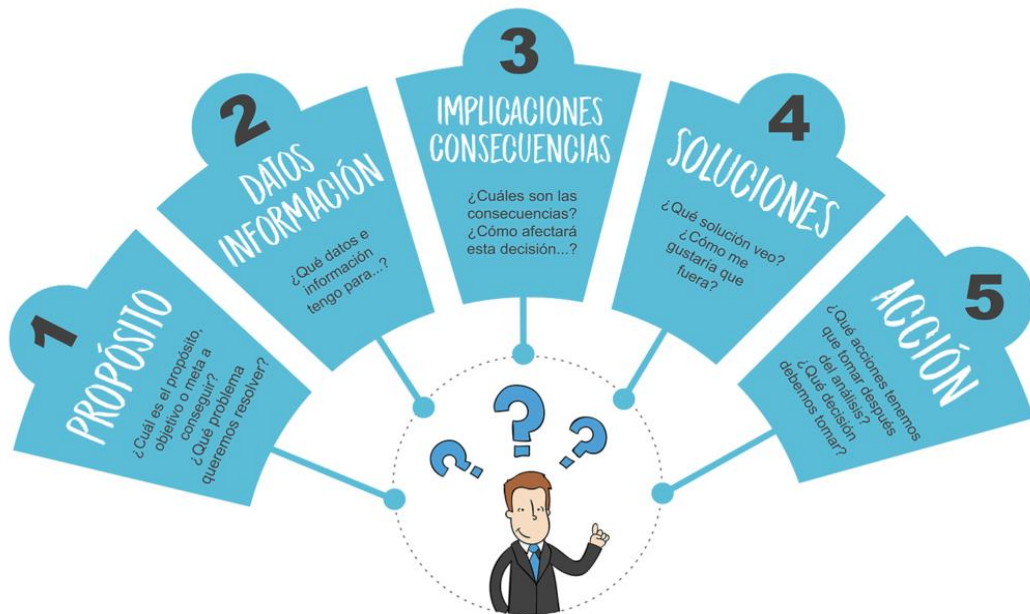 1
PROPÓSITO
¿Cuáles el propósito,
objetivo o meta a
conseguir?
¿Qué problema
queremos resolver?
2
DATOS
INFORMACIÓN
¿Qué datos e
información
tengo para...?
3
IMPLICACIONES
CONSECUENCIAS
¿Cuáles son las
consecuencias?
¿Cómo afectará
esta decisión...?
4
SOLUCIONES
¿Qué solución veo?
¿Cómo me
gustaría que
fuera?
5
ACCIÓN
¿Qué acciones tenemos
que tomar después
del análisis?
¿Qué decisión
debemos tomar?
? ? ?